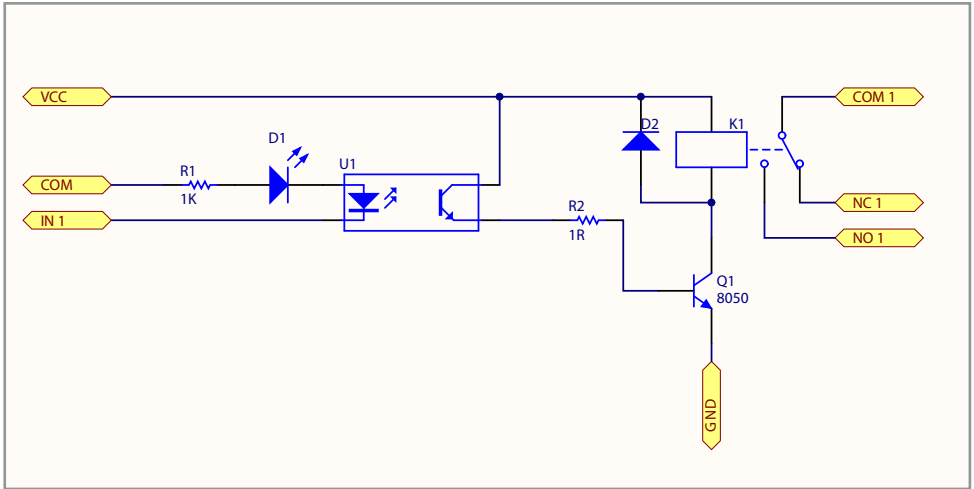 VCC
COM 1
D2
K1
D1
R1
U1
COM
1K
NC 1
IN 1
R2
1R
NO 1
Q1
8050
GND